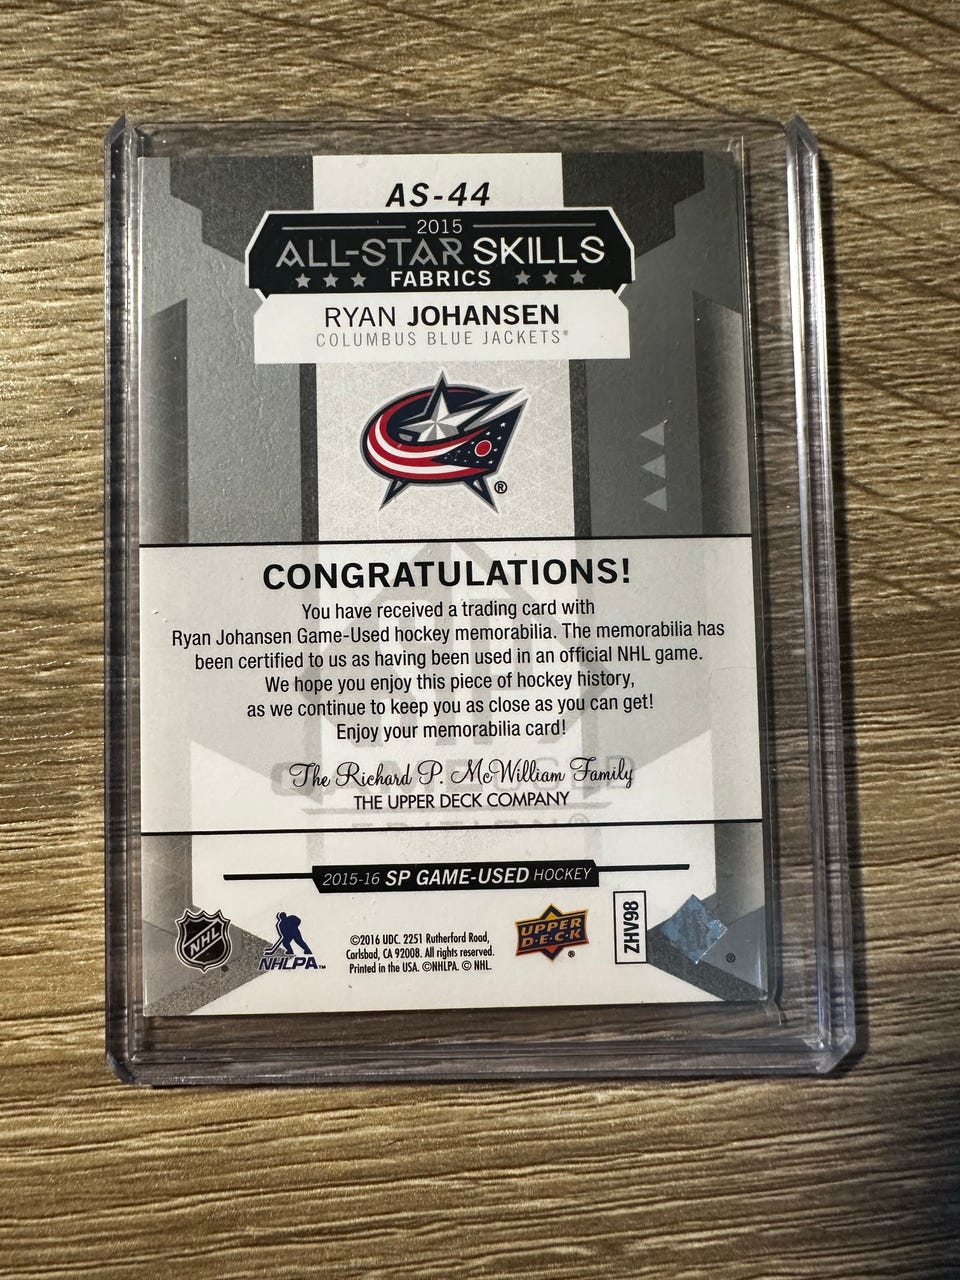 AS-44
2015
ALL-STAR SKILLS
FABRICS
RYAN JOHANSEN
COLUMBUS BLUE JACKETS®
®
CONGRATULATIONS!
You have received a trading card with
Ryan Johansen Game-Used hockey memorabilia. The memorabilia has
been certified to us as having been used in an official NHL game.
We hope you enjoy this piece of hockey history,
as we continue to keep you as close as you can get!
Enjoy your memorabilia card!
The Richard P. McWilliam Family
THE UPPER DECK COMPANY
2015-16 SP GAME-USED HOCKEY
NHL ®
NHLPA™
©2016 UDC. 2251 Rutherford Road,
Carlsbad, CA 92008. All rights reserved.
Printed in the USA. ©NHLPA. © NHL.
UPPER
D·E·C·K ®
ZHV98
®